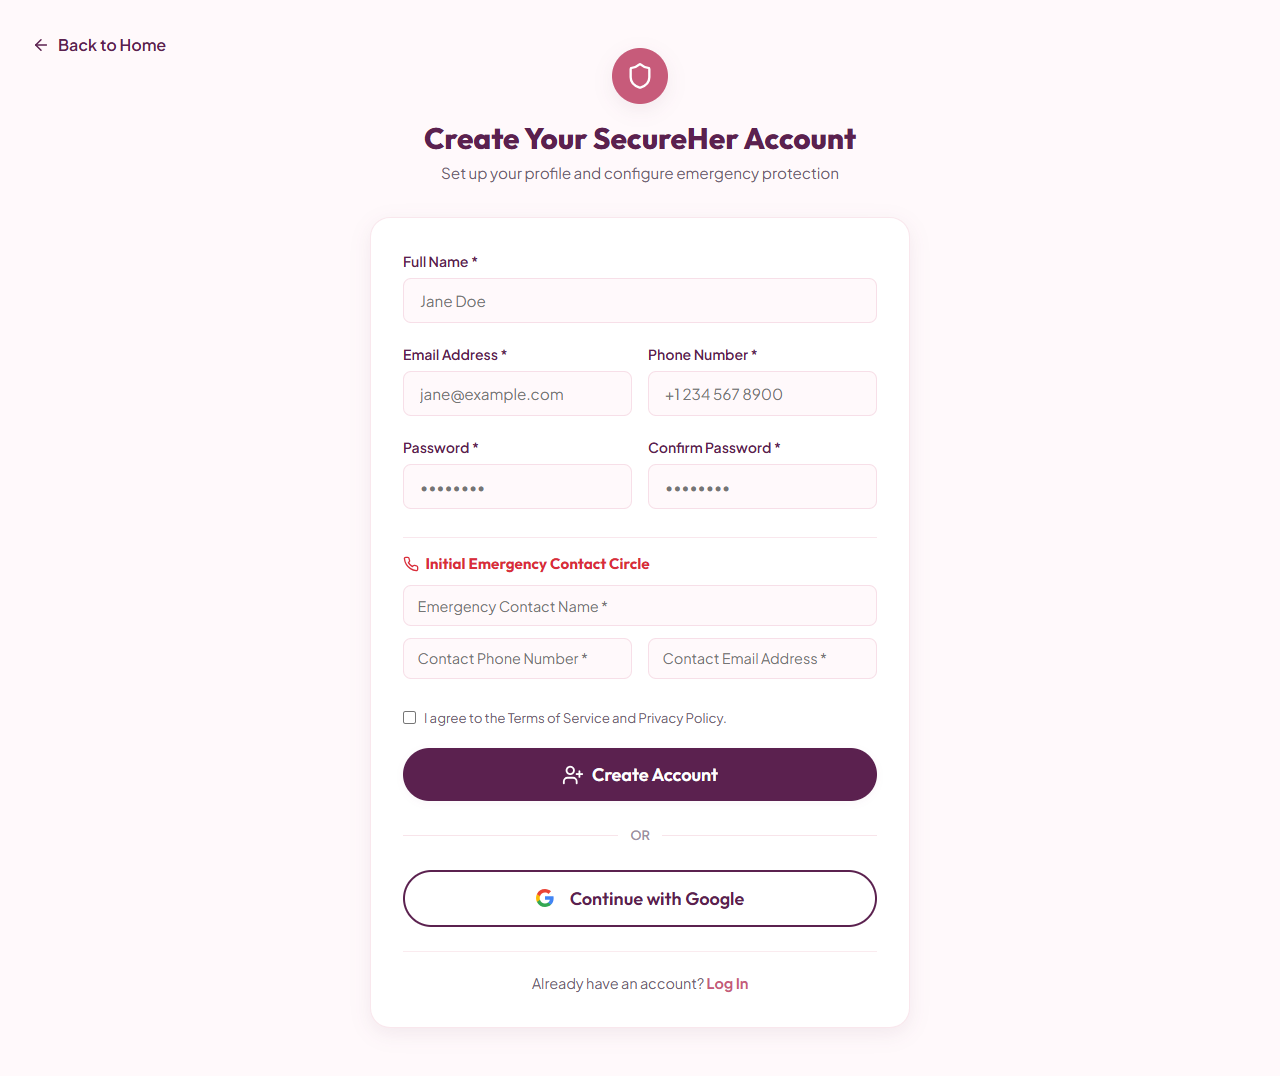 Back to Home
Create Your SecureHer Account
Set up your profile and configure emergency protection
Full Name *
Jane Doe
Email Address * Phone Number *
jane@example.com +1 234 567 8900
Password * Confirm Password *
•••••••• ••••••••
Initial Emergency Contact Circle
Emergency Contact Name *
Contact Phone Number * Contact Email Address *
I agree to the Terms of Service and Privacy Policy.
Create Account
OR
Continue with Google
Already have an account? Log In